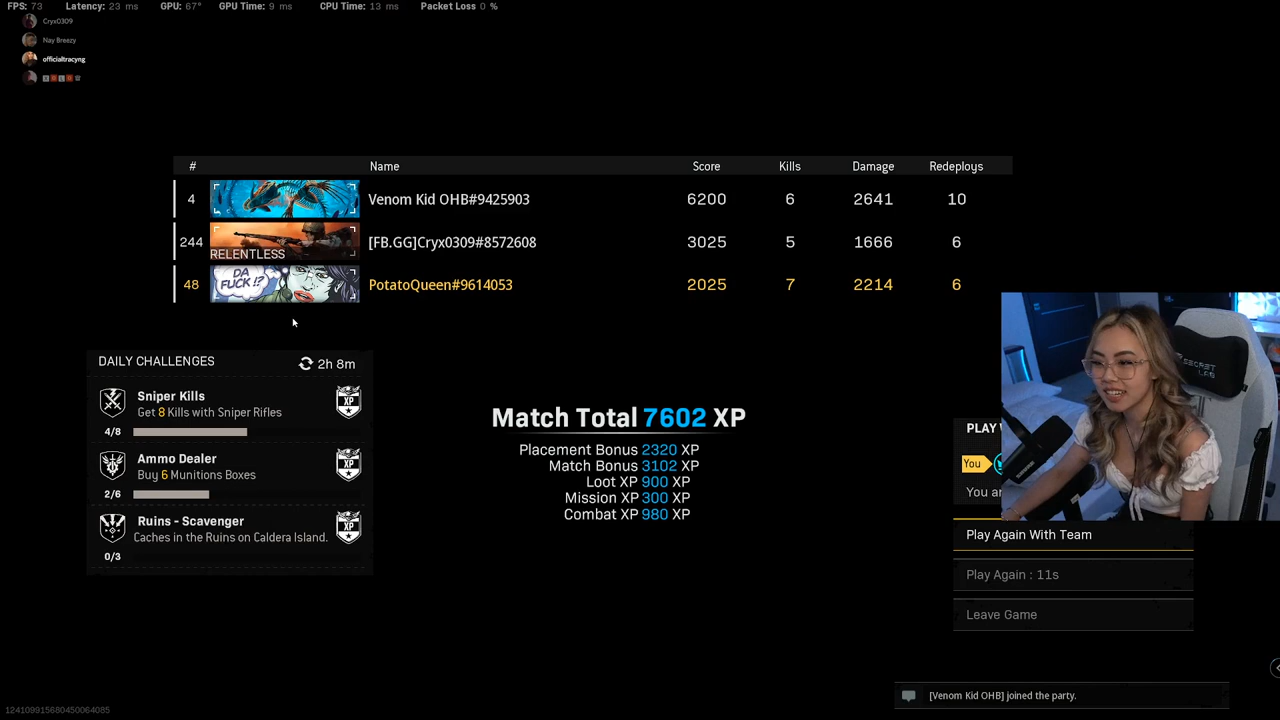 FPS: 73 Latency: 23 ms GPU: 67° GPU Time: 9 ms CPU Time: 13 ms Packet Loss 0 %
Cryx0309
Nay Breezy
officialtracyng
# Name Score Kills Damage Redeploys
4 Venom Kid OHB#9425903 6200 6 2641 10
244 RELENTLESS [FB.GG]Cryx0309#8572608 3025 5 1666 6
48 DA FUCK!? PotatoQueen#9614053 2025 7 2214 6
DAILY CHALLENGES 2h 8m
Sniper Kills
Get 8 Kills with Sniper Rifles
XP
4/8
Ammo Dealer
Buy 6 Munitions Boxes
XP
2/6
Ruins - Scavenger
Caches in the Ruins on Caldera Island.
XP
0/3
Match Total 7602 XP
Placement Bonus 2320 XP
Match Bonus 3102 XP
Loot XP 900 XP
Mission XP 300 XP
Combat XP 980 XP
SECRET LAB
You
Play Again With Team
Play Again : 11s
Leave Game
[Venom Kid OHB] joined the party.